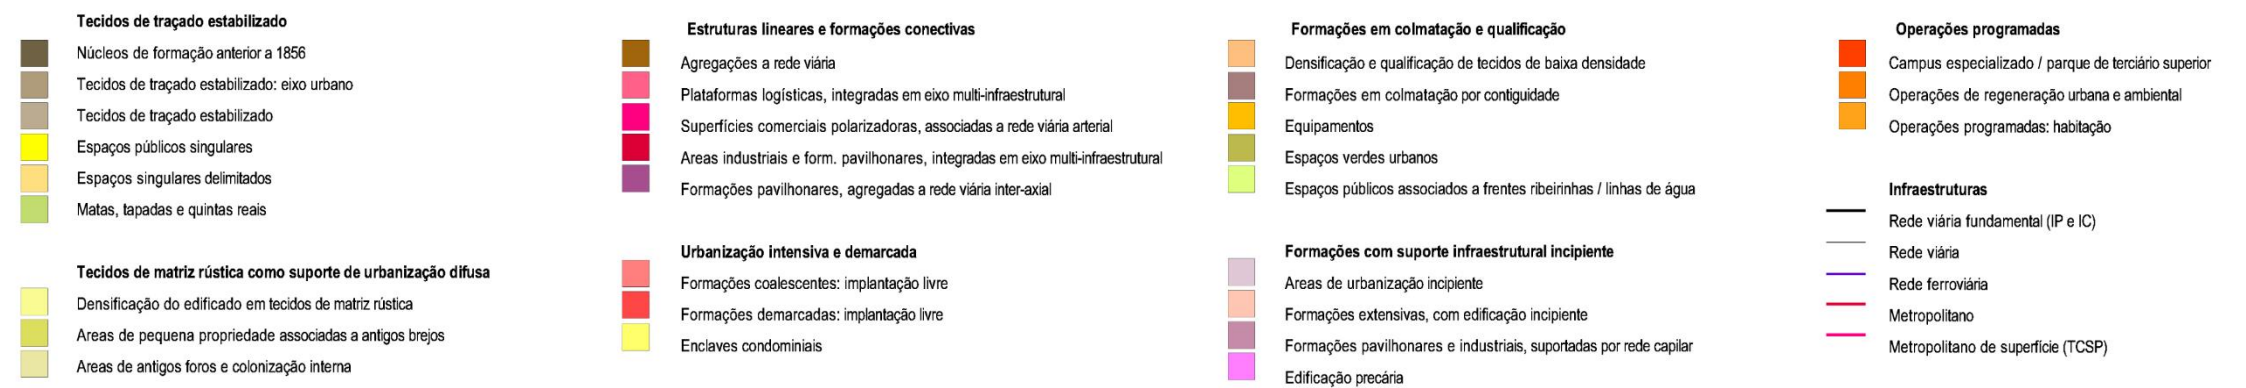 Tecidos de traçado estabilizado
Núcleos de formação anterior a 1856
Tecidos de traçado estabilizado: eixo urbano
Tecidos de traçado estabilizado
Espaços públicos singulares
Espaços singulares delimitados
Matas, tapadas e quintas reais
Tecidos de matriz rústica como suporte de urbanização difusa
Densificação do edificado em tecidos de matriz rústica
Areas de pequena propriedade associadas a antigos brejos
Areas de antigos foros e colonização interna
Estruturas lineares e formações conectivas
Agregações a rede viária
Plataformas logísticas, integradas em eixo multi-infraestrutural
Superfícies comerciais polarizadoras, associadas a rede viária arterial
Areas industriais e form. pavilhonares, integradas em eixo multi-infraestrutural
Formações pavilhonares, agregadas a rede viária inter-axial
Urbanização intensiva e demarcada
Formações coalescentes: implantação livre
Formações demarcadas: implantação livre
Enclaves condominiais
Formações em colmatação e qualificação
Densificação e qualificação de tecidos de baixa densidade
Formações em colmatação por contiguidade
Equipamentos
Espaços verdes urbanos
Espaços públicos associados a frentes ribeirinhas / linhas de água
Formações com suporte infraestrutural incipiente
Areas de urbanização incipiente
Formações extensivas, com edificação incipiente
Formações pavilhonares e industriais, suportadas por rede capilar
Edificação precária
Operações programadas
Campus especializado / parque de terciário superior
Operações de regeneração urbana e ambiental
Operações programadas: habitação
Infraestruturas
Rede viária fundamental (IP e IC)
Rede viária
Rede ferroviária
Metropolitano
Metropolitano de superfície (TCSP)